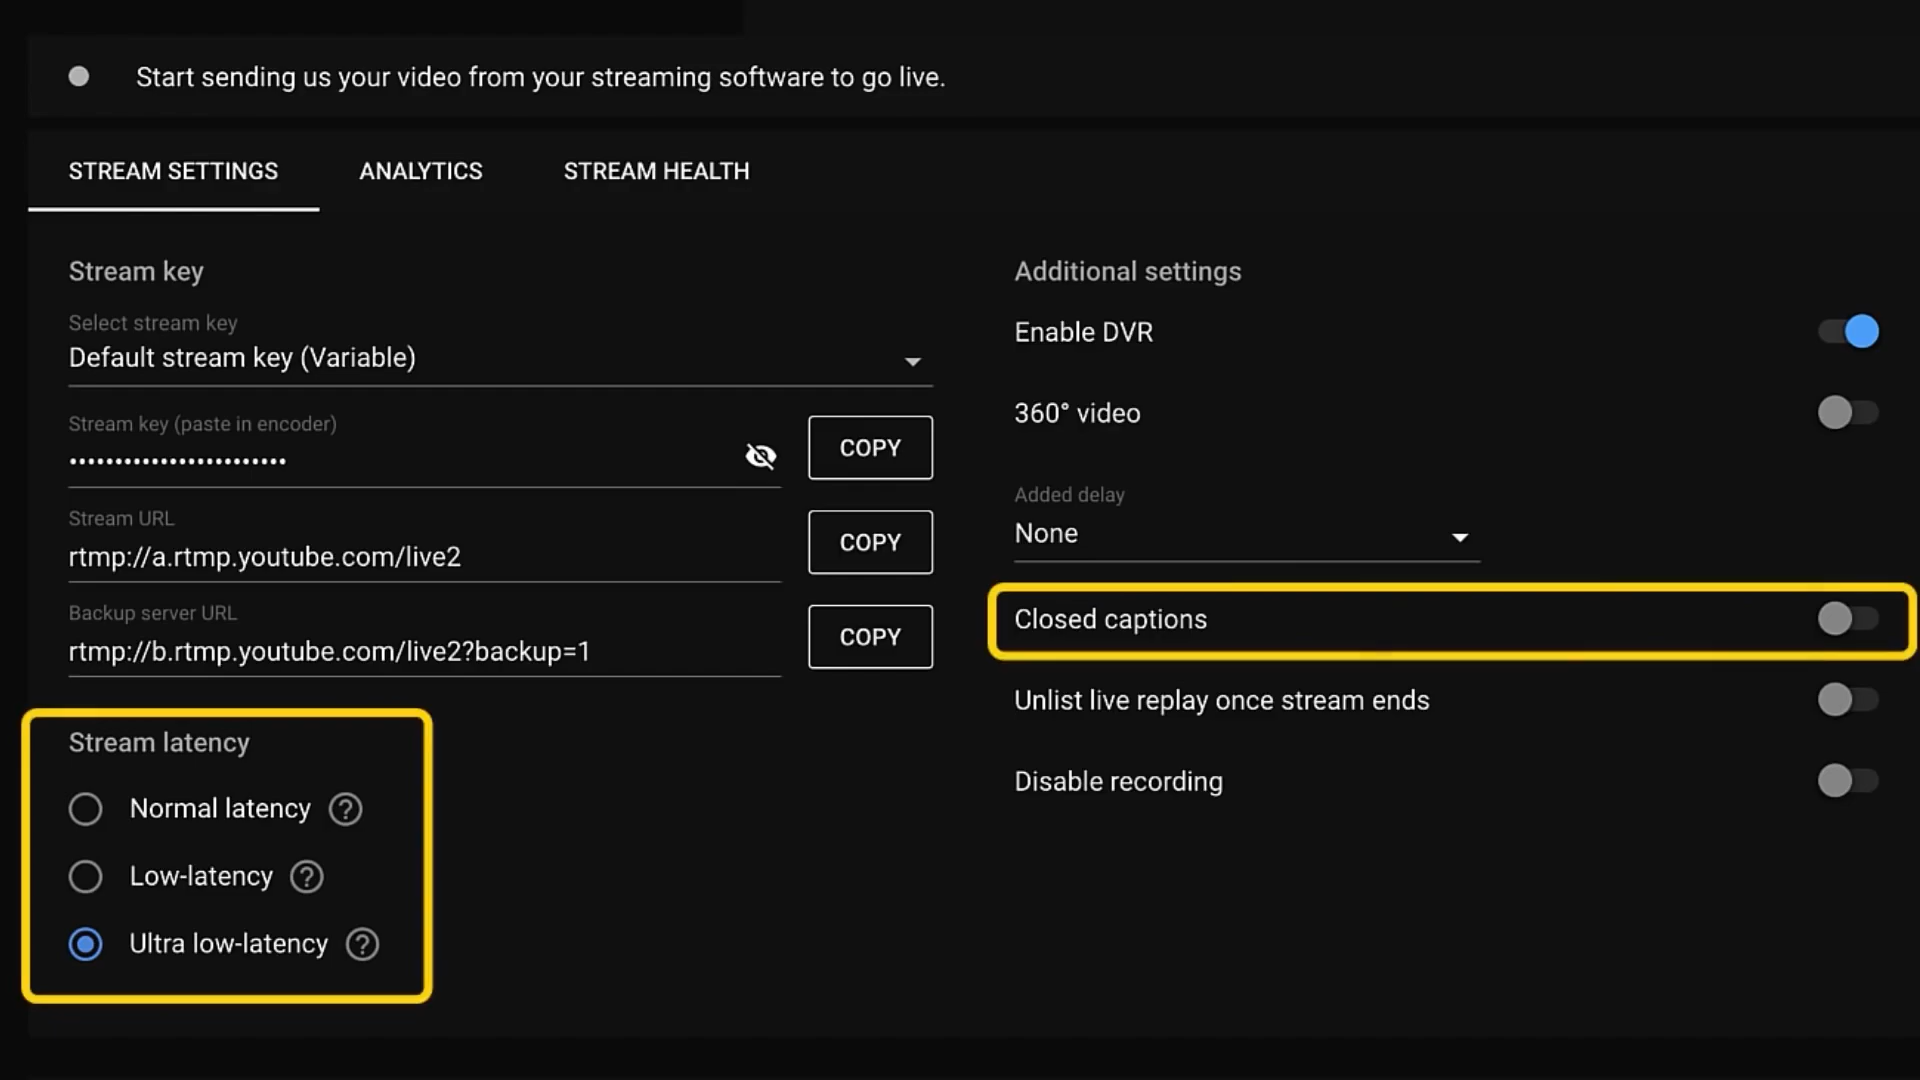 Start sending us your video from your streaming software to go live.
STREAM SETTINGS ANALYTICS STREAM HEALTH
Stream key
Select stream key
Default stream key (Variable)
Stream key (paste in encoder)
•••••••••••••••••••••••• COPY
Stream URL
rtmp://a.rtmp.youtube.com/live2 COPY
Backup server URL
rtmp://b.rtmp.youtube.com/live2?backup=1 COPY
Stream latency
Normal latency ?
Low-latency ?
Ultra low-latency ?
Additional settings
Enable DVR
360° video
Added delay
None
Closed captions
Unlist live replay once stream ends
Disable recording